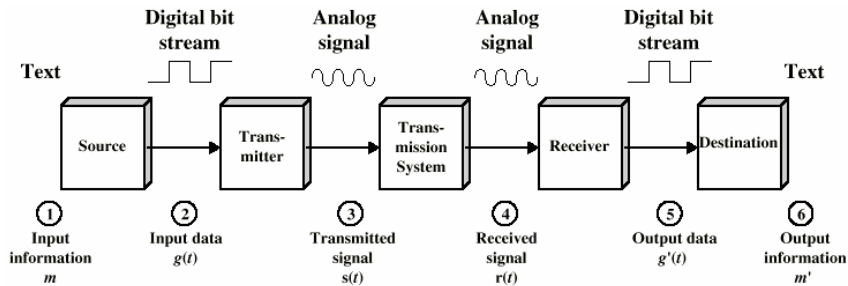 Digital bit
stream
Analog
signal
Analog
signal
Digital bit
stream
Text
Text
Source
Trans-
mitter
Trans-
mission
System
Receiver
Destination
1
Input
information
m
2
Input data
g(t)
3
Transmitted
signal
s(t)
4
Received
signal
r(t)
5
Output data
g'(t)
6
Output
information
m'